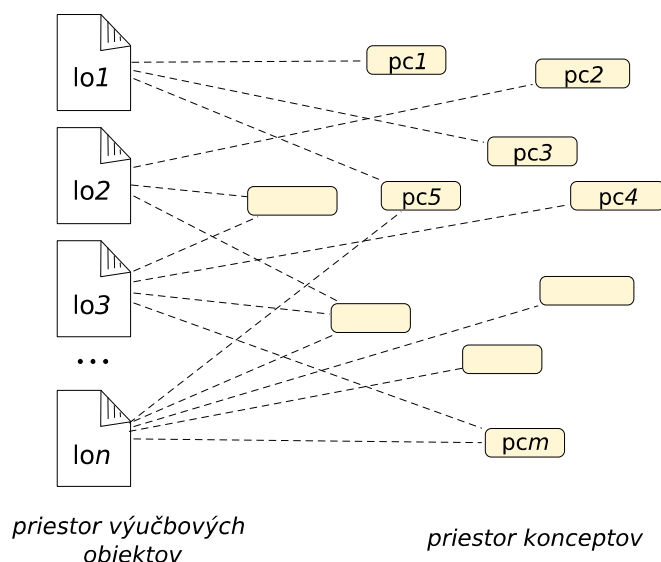 lo1
pc1
pc2
pc3
lo2
pc5
pc4
lo3
...
lon
pcm
priestor výučbových
objektov
priestor konceptov